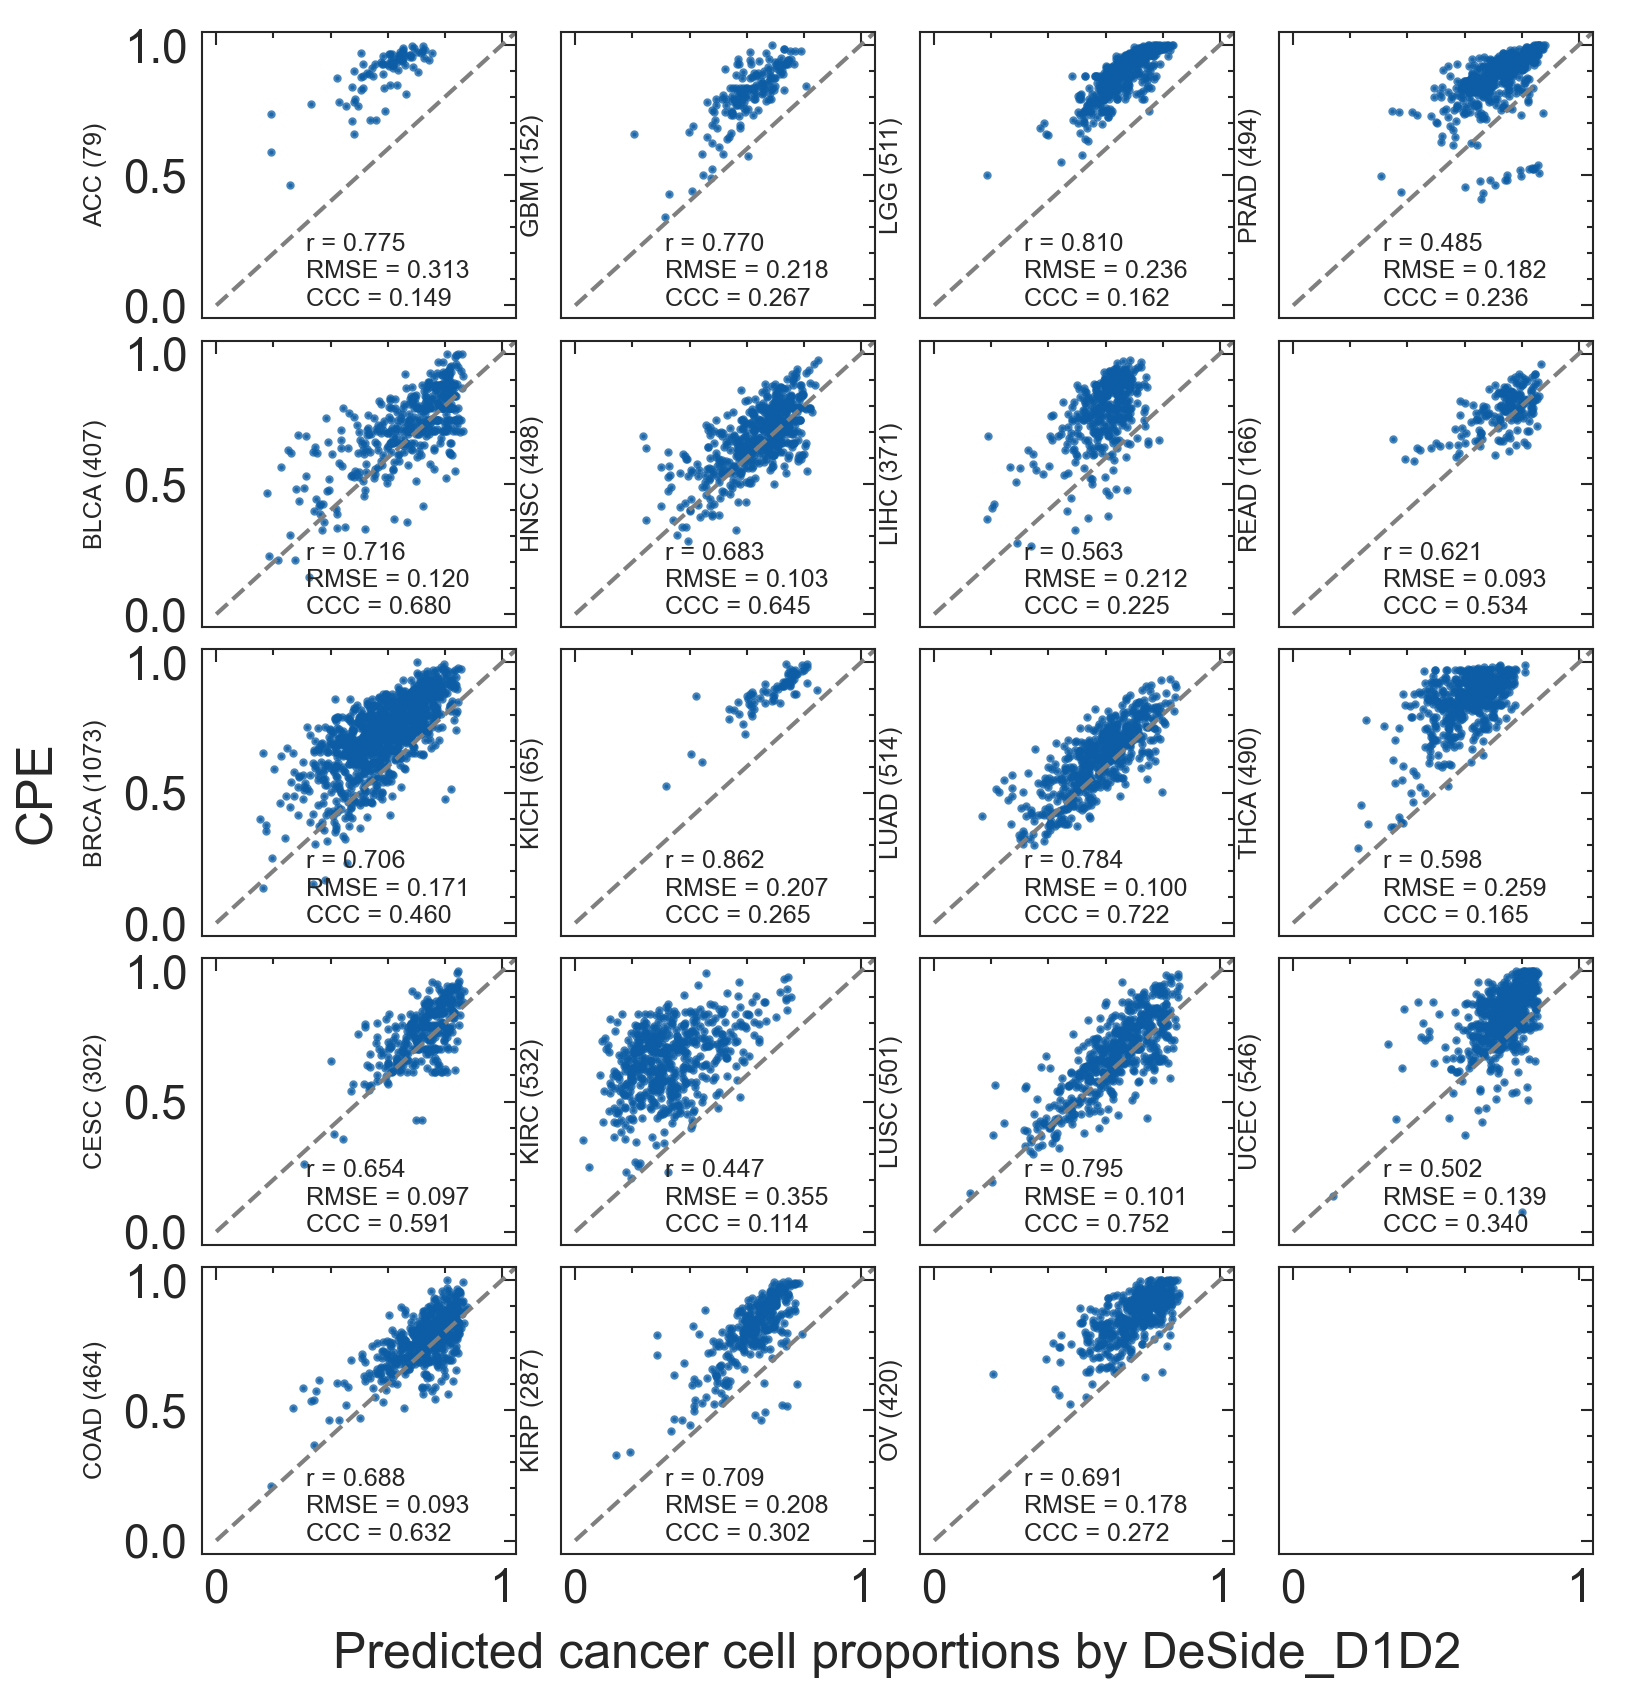 CPE
ACC (79)
1.0
0.5
0.0
r = 0.775
RMSE = 0.313
CCC = 0.149
GBM (152)
r = 0.770
RMSE = 0.218
CCC = 0.267
LGG (511)
r = 0.810
RMSE = 0.236
CCC = 0.162
PRAD (494)
r = 0.485
RMSE = 0.182
CCC = 0.236
BLCA (407)
1.0
0.5
0.0
r = 0.716
RMSE = 0.120
CCC = 0.680
HNSC (498)
r = 0.683
RMSE = 0.103
CCC = 0.645
LIHC (371)
r = 0.563
RMSE = 0.212
CCC = 0.225
READ (166)
r = 0.621
RMSE = 0.093
CCC = 0.534
BRCA (1073)
1.0
0.5
0.0
r = 0.706
RMSE = 0.171
CCC = 0.460
KICH (65)
r = 0.862
RMSE = 0.207
CCC = 0.265
LUAD (514)
r = 0.784
RMSE = 0.100
CCC = 0.722
THCA (490)
r = 0.598
RMSE = 0.259
CCC = 0.165
CESC (302)
1.0
0.5
0.0
r = 0.654
RMSE = 0.097
CCC = 0.591
KIRC (532)
r = 0.447
RMSE = 0.355
CCC = 0.114
LUSC (501)
r = 0.795
RMSE = 0.101
CCC = 0.752
UCEC (546)
r = 0.502
RMSE = 0.139
CCC = 0.340
COAD (464)
1.0
0.5
0.0
r = 0.688
RMSE = 0.093
CCC = 0.632
KIRP (287)
r = 0.709
RMSE = 0.208
CCC = 0.302
OV (420)
r = 0.691
RMSE = 0.178
CCC = 0.272
0 1 0 1 0 1 0 1
Predicted cancer cell proportions by DeSide_D1D2